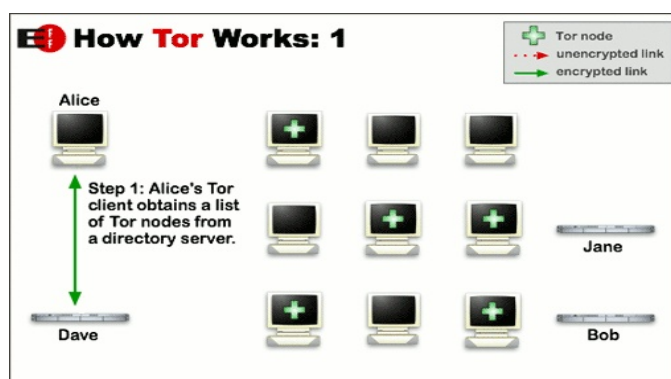 EFF How Tor Works: 1
Tor node
unencrypted link
encrypted link
Alice
Step 1: Alice's Tor
client obtains a list
of Tor nodes from
a directory server.
Jane
Dave
Bob